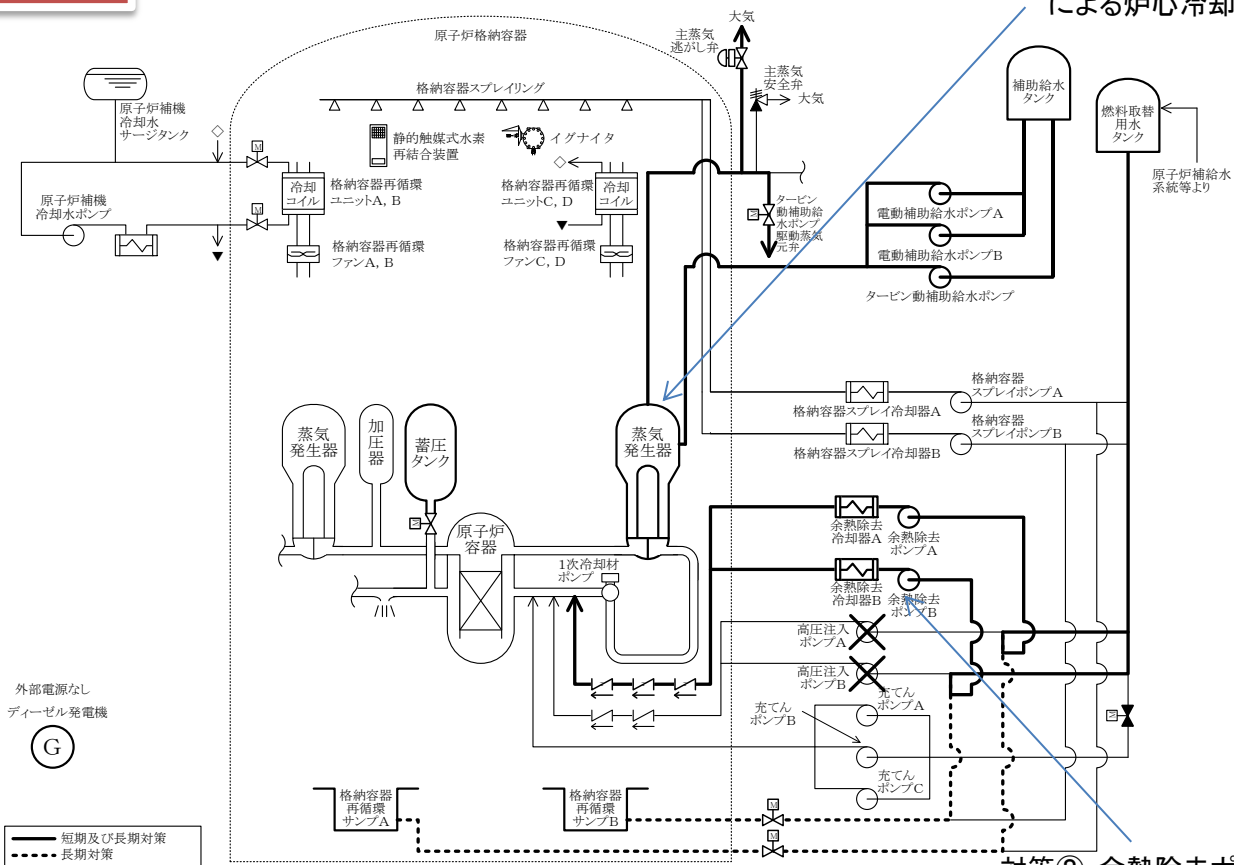 による炉心冷却
大気
主蒸気
逃がし弁
原子炉格納容器
主蒸気
安全弁
大気
補助給水
タンク
燃料取替
用水
タンク
格納容器スプレイリング
原子炉補機
冷却水
サージタンク
静的触媒式水素
再結合装置
イグナイタ
原子炉補給水
系統等より
M
冷却
コイル
格納容器再循環
ユニットA, B
格納容器再循環
ユニットC, D
冷却
コイル
原子炉補機
冷却水ポンプ
M
タービン
動補助給
水ポンプ
駆動蒸気
元弁
M
電動補助給水ポンプA
格納容器再循環
ファンA, B
格納容器再循環
ファンC, D
電動補助給水ポンプB
タービン動補助給水ポンプ
格納容器
スプレイポンプA
格納容器スプレイ冷却器A
格納容器
スプレイポンプB
格納容器スプレイ冷却器B
蒸気
発生器
加
圧
器
蓄圧
タンク
蒸気
発生器
M
原子炉
容器
余熱除去
冷却器A
余熱除去
ポンプA
1次冷却材
ポンプ
余熱除去
冷却器B
余熱除去
ポンプB
高圧注入
ポンプA
高圧注入
ポンプB
外部電源なし
ディーゼル発電機
G
充てん
ポンプA
充てん
ポンプB
M
充てん
ポンプC
格納容器
再循環
サンプA
格納容器
再循環
サンプB
M
M
短期及び長期対策
長期対策